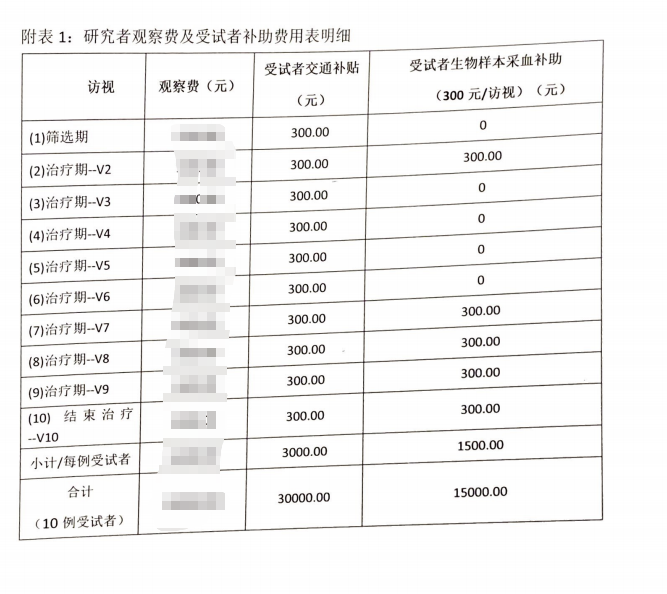 附表 1：研究者观察费及受试者补助费用表明细
访视 观察费（元） 受试者交通补贴（元） 受试者生物样本采血补助（300 元/访视）（元）
(1)筛选期 300.00 0
(2)治疗期--V2 300.00 300.00
(3)治疗期--V3 300.00 0
(4)治疗期--V4 300.00 0
(5)治疗期--V5 300.00 0
(6)治疗期--V6 300.00 0
(7)治疗期--V7 300.00 300.00
(8)治疗期--V8 300.00 300.00
(9)治疗期--V9 300.00 300.00
(10) 结束治疗
--V10 300.00 300.00
小计/每例受试者 3000.00 1500.00
合计
（10 例受试者） 30000.00 15000.00